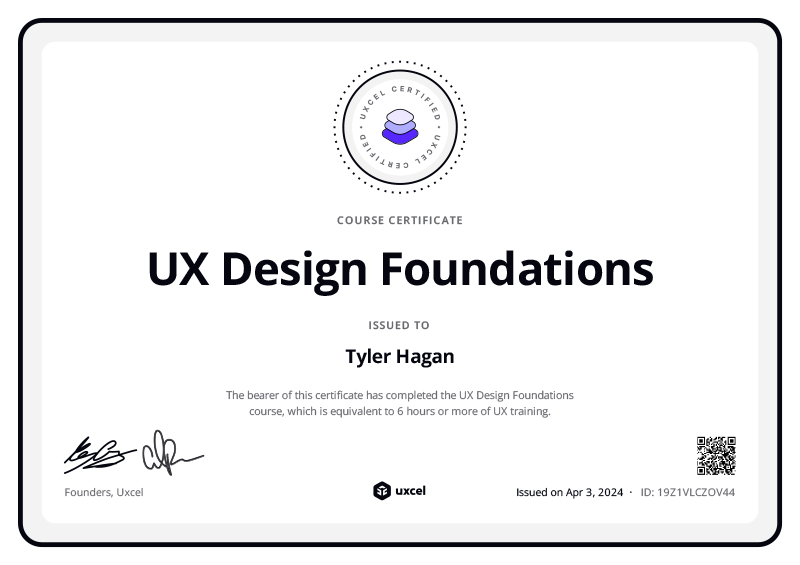 UXCEL CERTIFIED • UXCEL CERTIFIED •
COURSE CERTIFICATE
UX Design Foundations
ISSUED TO
Tyler Hagan
The bearer of this certificate has completed the UX Design Foundations
course, which is equivalent to 6 hours or more of UX training.
Founders, Uxcel
uxcel
Issued on Apr 3, 2024 · ID: 19Z1VLCZOV44